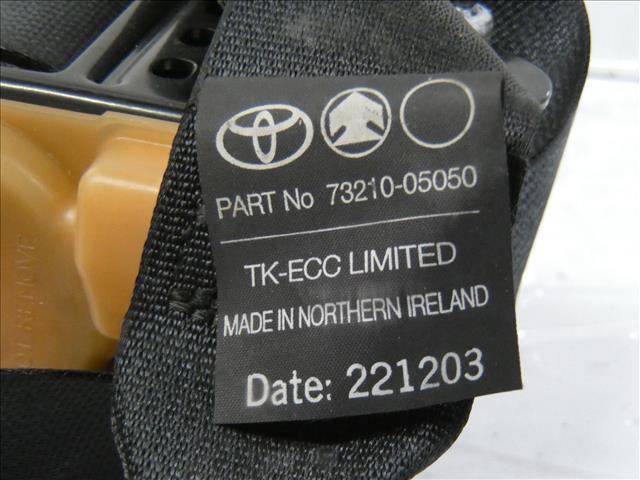 PART No 73210-05050
TK-ECC LIMITED
MADE IN NORTHERN IRELAND
Date: 221203